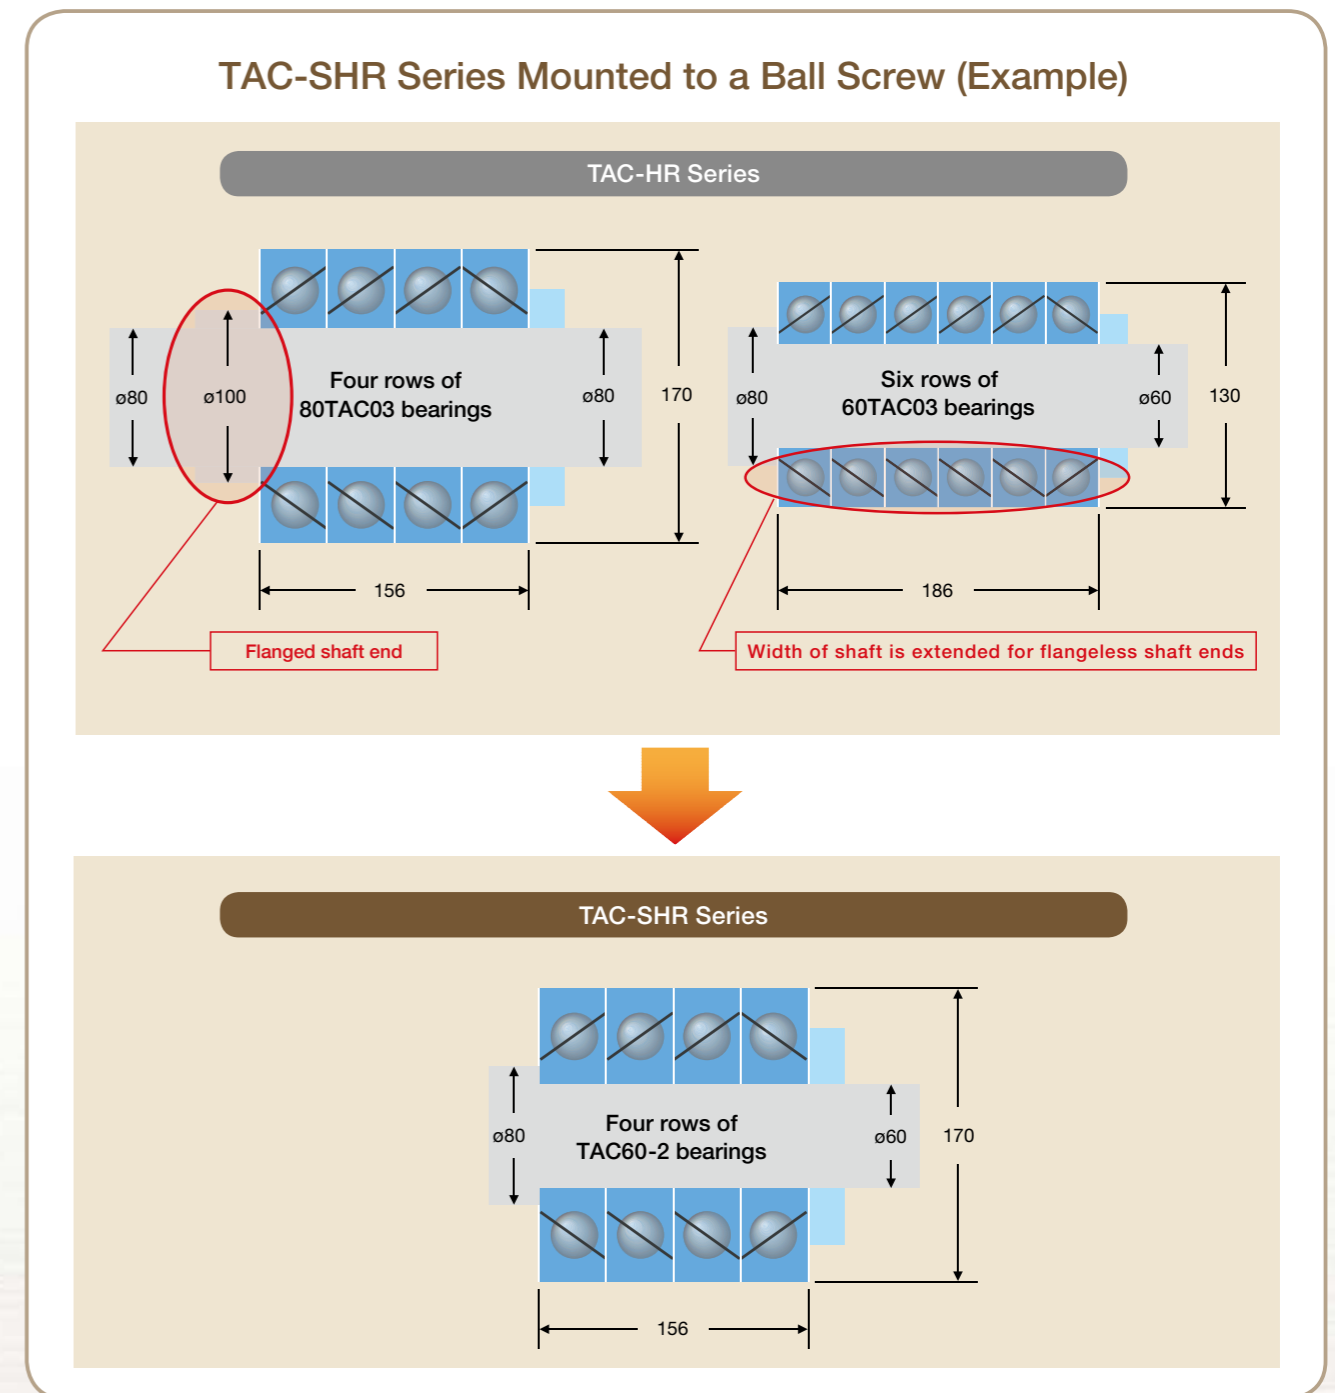 TAC-SHR Series Mounted to a Ball Screw (Example)
TAC-HR Series
ø80
ø100
Four rows of
80TAC03 bearings
ø80
170
156
Flanged shaft end
ø80
Six rows of
60TAC03 bearings
ø60
130
186
Width of shaft is extended for flangeless shaft ends
TAC-SHR Series
ø80
Four rows of
TAC60-2 bearings
ø60
170
156